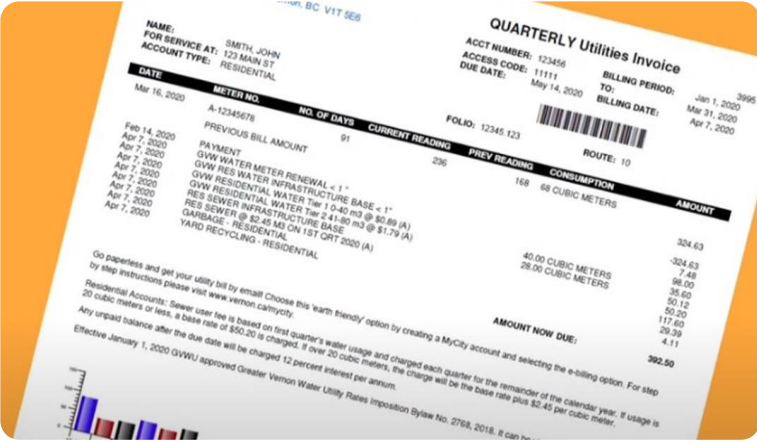 BC V1T 5E6
QUARTERLY Utilities Invoice
NAME: SMITH, JOHN
FOR SERVICE AT: 123 MAIN ST
ACCOUNT TYPE: RESIDENTIAL
ACCT NUMBER: 123456
ACCESS CODE: 11111
DUE DATE: May 14, 2020
3995
BILLING PERIOD: Jan 1, 2020
TO: Mar 31, 2020
BILLING DATE: Apr 7, 2020
FOLIO: 12345.123
ROUTE: 10
DATE METER NO. NO. OF DAYS CURRENT READING PREV READING CONSUMPTION AMOUNT
Mar 16, 2020 A-12345678 91 236 168 68 CUBIC METERS
PREVIOUS BILL AMOUNT 324.63
Feb 14, 2020 PAYMENT -324.63
Apr 7, 2020 GVW WATER METER RENEWAL < 1" 7.48
Apr 7, 2020 GVW RES WATER INFRASTRUCTURE BASE < 1" 98.00
Apr 7, 2020 GVW RESIDENTIAL WATER Tier 1 0-40 m3 @ $0.89 (A) 40.00 CUBIC METERS 35.60
Apr 7, 2020 GVW RESIDENTIAL WATER Tier 2 41-80 m3 @ $1.79 (A) 28.00 CUBIC METERS 50.12
Apr 7, 2020 RES SEWER INFRASTRUCTURE BASE 50.20
Apr 7, 2020 RES SEWER @ $2.45 M3 ON 1ST QRT 2020 (A) 117.60
Apr 7, 2020 GARBAGE - RESIDENTIAL 29.39
Apr 7, 2020 YARD RECYCLING - RESIDENTIAL 4.11
AMOUNT NOW DUE: 392.50
Go paperless and get your utility bill by email! Choose this 'earth friendly' option by creating a MyCity account and selecting the e-billing option. For step
by step instructions please visit www.vernon.ca/mycity.
Residential Accounts: Sewer user fee is based on first quarter's water usage and charged each quarter for the remainder of the calendar year. If usage is
20 cubic meters or less, a base rate of $50.20 is charged. If over 20 cubic meters, the charge will be the base rate plus $2.45 per cubic meter.
Any unpaid balance after the due date will be charged 12 percent interest per annum.
Effective January 1, 2020 GVWU approved Greater Vernon Water Utility Rates Imposition Bylaw No. 2768, 2018. It can be